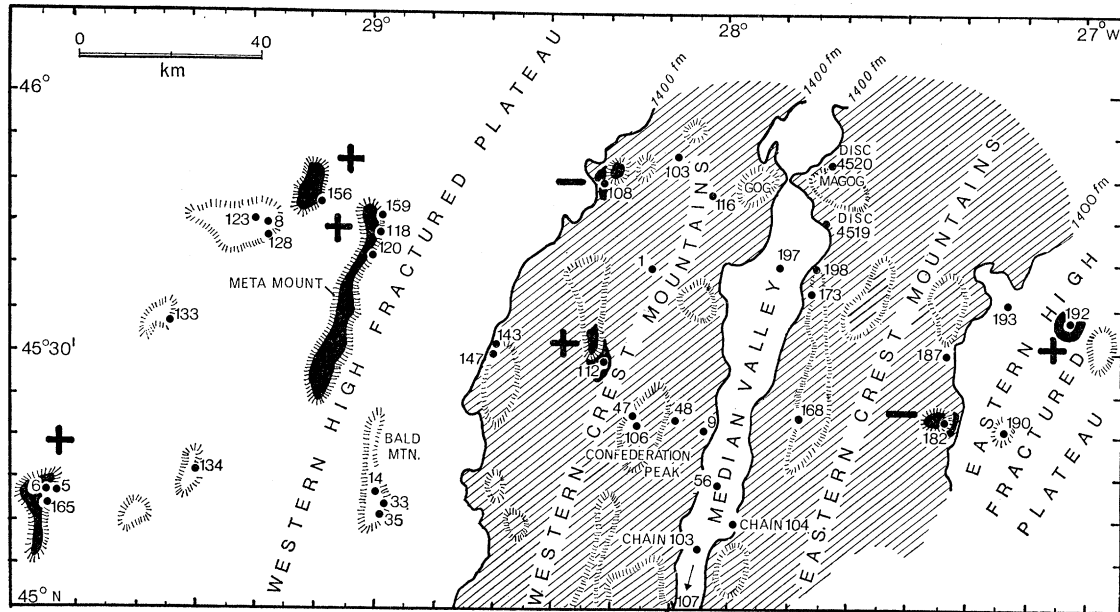 0 40
km
29°
28°
27°W
46°
45°30'
45°N
1400 fm
1400 fm
1400 fm
1400 fm
WESTERN HIGH FRACTURED PLATEAU
WESTERN CREST MOUNTAINS
MEDIAN VALLEY
EASTERN CREST MOUNTAINS
EASTERN HIGH
FRACTURED
PLATEAU
+
156
123
8
128
+
159
118
120
META MOUNT
133
+
6
5
165
134
BALD
MTN.
14
33
35
−
108
103
116
GOG
DISC
4520
MAGOG
DISC
4519
1
197
198
173
143
147
+
112
47
106
48
9
CONFEDERATION
PEAK
168
56
CHAIN 104
CHAIN 103
107
193
192
+
187
−
182
190